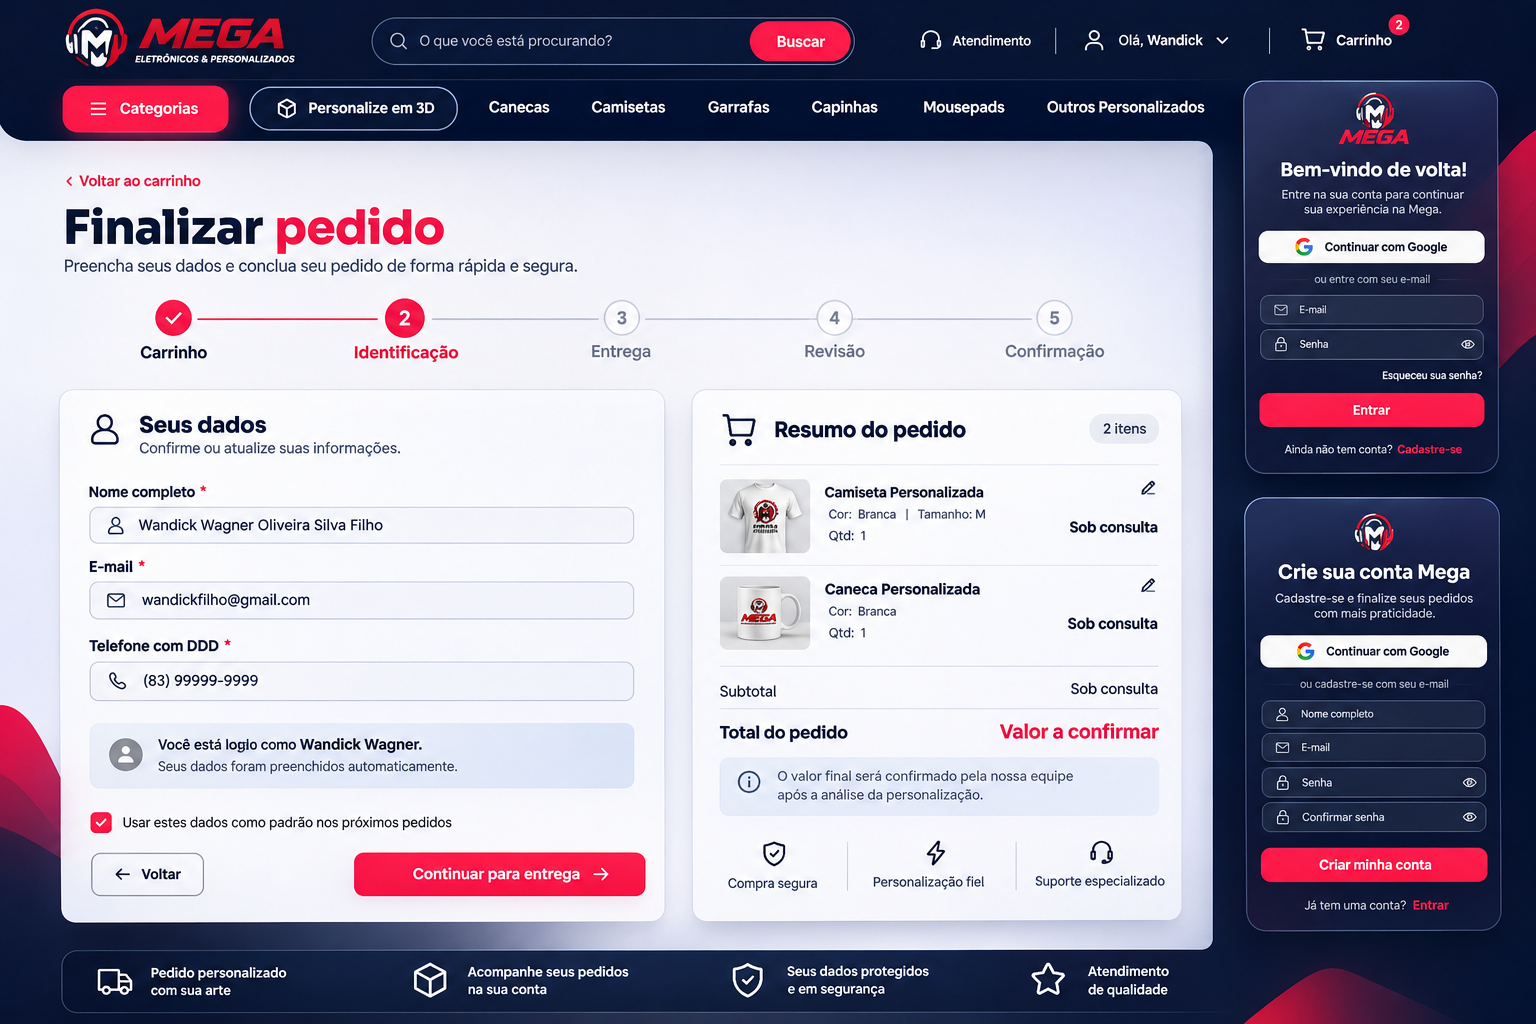 MEGA
ELETRÔNICOS & PERSONALIZADOS
O que você está procurando?
Buscar
Atendimento
Olá, Wandick
Carrinho
2
Categorias
Personalize em 3D
Canecas
Camisetas
Garrafas
Capinhas
Mousepads
Outros Personalizados
Voltar ao carrinho
Finalizar pedido
Preencha seus dados e conclua seu pedido de forma rápida e segura.
2
3
4
5
Carrinho
Identificação
Entrega
Revisão
Confirmação
Seus dados
Confirme ou atualize suas informações.
Nome completo *
Wandick Wagner Oliveira Silva Filho
E-mail *
wandickfilho@gmail.com
Telefone com DDD *
(83) 99999-9999
Você está logio como Wandick Wagner.
Seus dados foram preenchidos automaticamente.
Usar estes dados como padrão nos próximos pedidos
Voltar
Continuar para entrega
Resumo do pedido
2 itens
Camiseta Personalizada
Cor: Branca | Tamanho: M
Qtd: 1
Sob consulta
MEGA
Caneca Personalizada
Cor: Branca
Qtd: 1
Sob consulta
Subtotal
Sob consulta
Total do pedido
Valor a confirmar
O valor final será confirmado pela nossa equipe
após a análise da personalização.
Compra segura
Personalização fiel
Suporte especializado
Pedido personalizado
com sua arte
Acompanhe seus pedidos
na sua conta
Seus dados protegidos
e em segurança
Atendimento
de qualidade
MEGA
Bem-vindo de volta!
Entre na sua conta para continuar
sua experiência na Mega.
Continuar com Google
ou entre com seu e-mail
E-mail
Senha
Esqueceu sua senha?
Entrar
Ainda não tem conta? Cadastre-se
Crie sua conta Mega
Cadastre-se e finalize seus pedidos
com mais praticidade.
Continuar com Google
ou cadastre-se com seu e-mail
Nome completo
E-mail
Senha
Confirmar senha
Criar minha conta
Já tem uma conta? Entrar